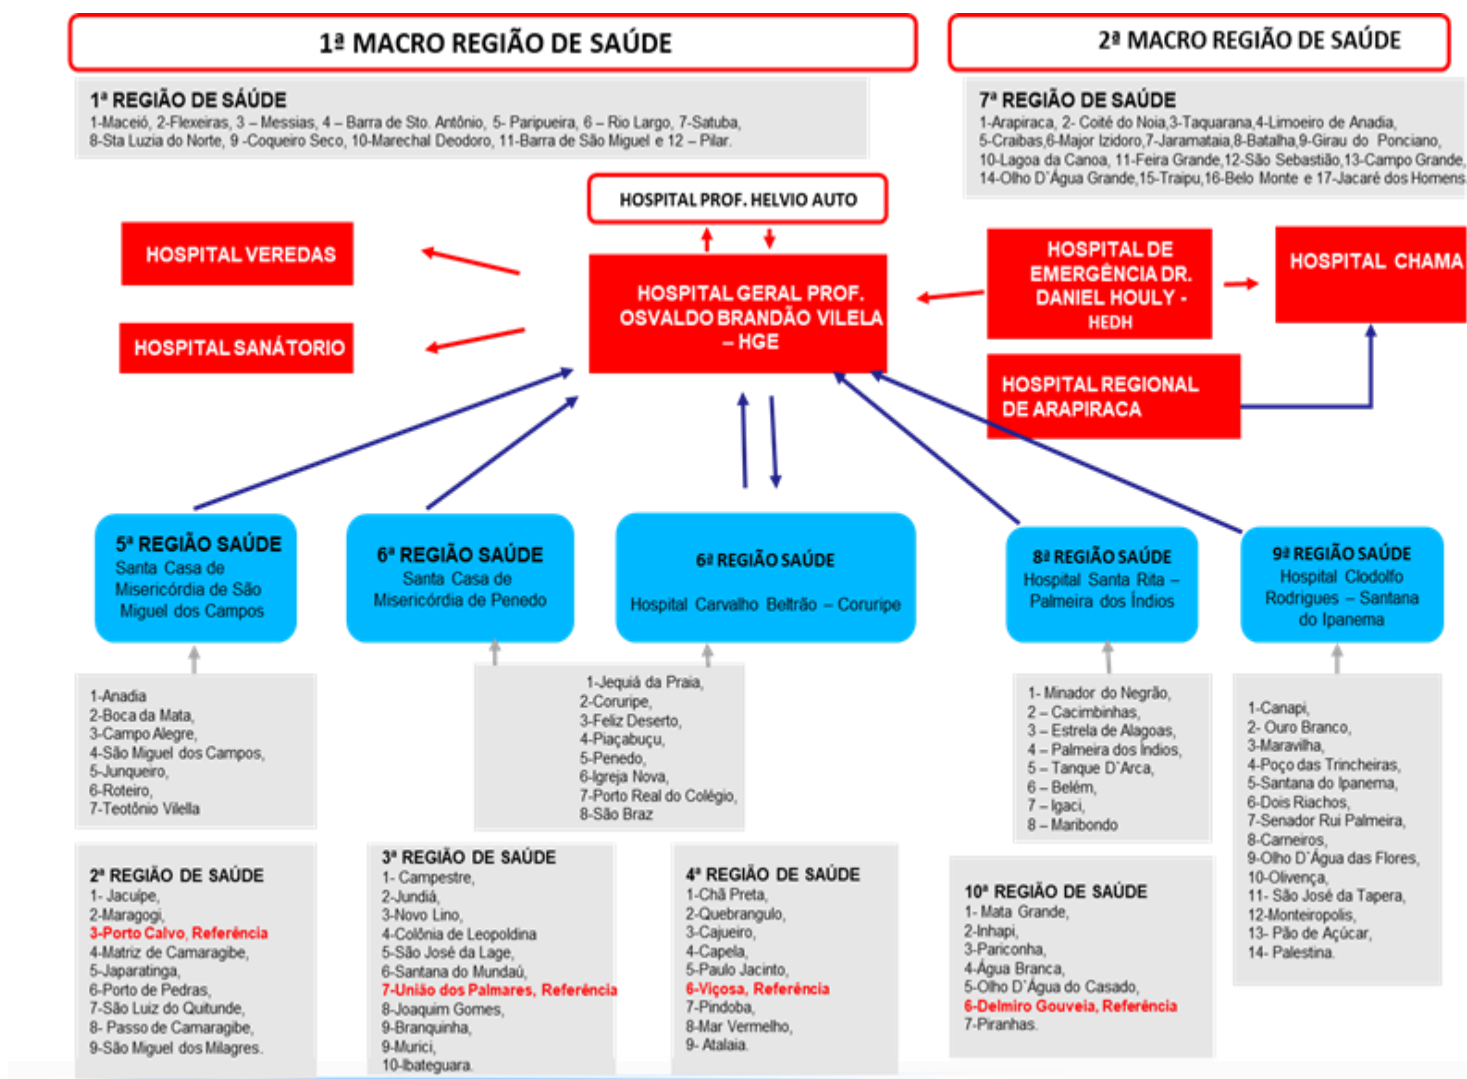 1ª MACRO REGIÃO DE SAÚDE
2ª MACRO REGIÃO DE SAÚDE
1ª REGIÃO DE SÁÚDE
1-Maceió, 2-Flexeiras, 3 – Messias, 4 – Barra de Sto. Antônio, 5- Paripueira, 6 – Rio Largo, 7-Satuba,
8-Sta Luzia do Norte, 9 -Coqueiro Seco, 10-Marechal Deodoro, 11-Barra de São Miguel e 12 – Pilar.
7ª REGIÃO DE SAÚDE
1-Arapiraca, 2- Coité do Noia,3-Taquarana,4-Limoeiro de Anadia,
5-Craibas,6-Major Izidoro,7-Jaramataia,8-Batalha,9-Girau do Ponciano,
10-Lagoa da Canoa, 11-Feira Grande,12-São Sebastião,13-Campo Grande,
14-Olho D`Água Grande,15-Traipu,16-Belo Monte e 17-Jacaré dos Homens.
HOSPITAL PROF. HELVIO AUTO
HOSPITAL VEREDAS
HOSPITAL SANÁTORIO
HOSPITAL GERAL PROF.
OSVALDO BRANDÃO VILELA
– HGE
HOSPITAL DE
EMERGÊNCIA DR.
DANIEL HOULY -
HEDH
HOSPITAL CHAMA
HOSPITAL REGIONAL
DE ARAPIRACA
5ª REGIÃO SAÚDE
Santa Casa de
Misericórdia de São
Miguel dos Campos
6ª REGIÃO SAÚDE
Santa Casa de
Misericórdia de Penedo
6ª REGIÃO SAÚDE
Hospital Carvalho Beltrão – Coruripe
8ª REGIÃO SAÚDE
Hospital Santa Rita –
Palmeira dos Índios
9ª REGIÃO SAÚDE
Hospital Clodolfo
Rodrigues – Santana
do Ipanema
1-Anadia
2-Boca da Mata,
3-Campo Alegre,
4-São Miguel dos Campos,
5-Junqueiro,
6-Roteiro,
7-Teotônio Vilella
1-Jequiá da Praia,
2-Coruripe,
3-Feliz Deserto,
4-Piaçabuçu,
5-Penedo,
6-Igreja Nova,
7-Porto Real do Colégio,
8-São Braz
1- Minador do Negrão,
2 – Cacimbinhas,
3 – Estrela de Alagoas,
4 – Palmeira dos Índios,
5 – Tanque D`Arca,
6 – Belém,
7 – Igaci,
8 – Maribondo
1-Canapi,
2- Ouro Branco,
3-Maravilha,
4-Poço das Trincheiras,
5-Santana do Ipanema,
6-Dois Riachos,
7-Senador Rui Palmeira,
8-Carneiros,
9-Olho D`Água das Flores,
10-Olivença,
11- São José da Tapera,
12-Monteiropolis,
13- Pão de Açúcar,
14- Palestina.
2ª REGIÃO DE SAÚDE
1- Jacuípe,
2-Maragogi,
3-Porto Calvo, Referência
4-Matriz de Camaragibe,
5-Japaratinga,
6-Porto de Pedras,
7-São Luiz do Quitunde,
8- Passo de Camaragibe,
9-São Miguel dos Milagres.
3ª REGIÃO DE SAÚDE
1- Campestre,
2-Jundiá,
3-Novo Lino,
4-Colônia de Leopoldina
5-São José da Lage,
6-Santana do Mundaú,
7-União dos Palmares, Referência
8-Joaquim Gomes,
9-Branquinha,
9-Murici,
10-Ibateguara.
4ª REGIÃO DE SAÚDE
1-Chã Preta,
2-Quebrangulo,
3-Cajueiro,
4-Capela,
5-Paulo Jacinto,
6-Viçosa, Referência
7-Pindoba,
8-Mar Vermelho,
9- Atalaia.
10ª REGIÃO DE SAÚDE
1- Mata Grande,
2-Inhapi,
3-Pariconha,
4-Água Branca,
5-Olho D`Água do Casado,
6-Delmiro Gouveia, Referência
7-Piranhas.